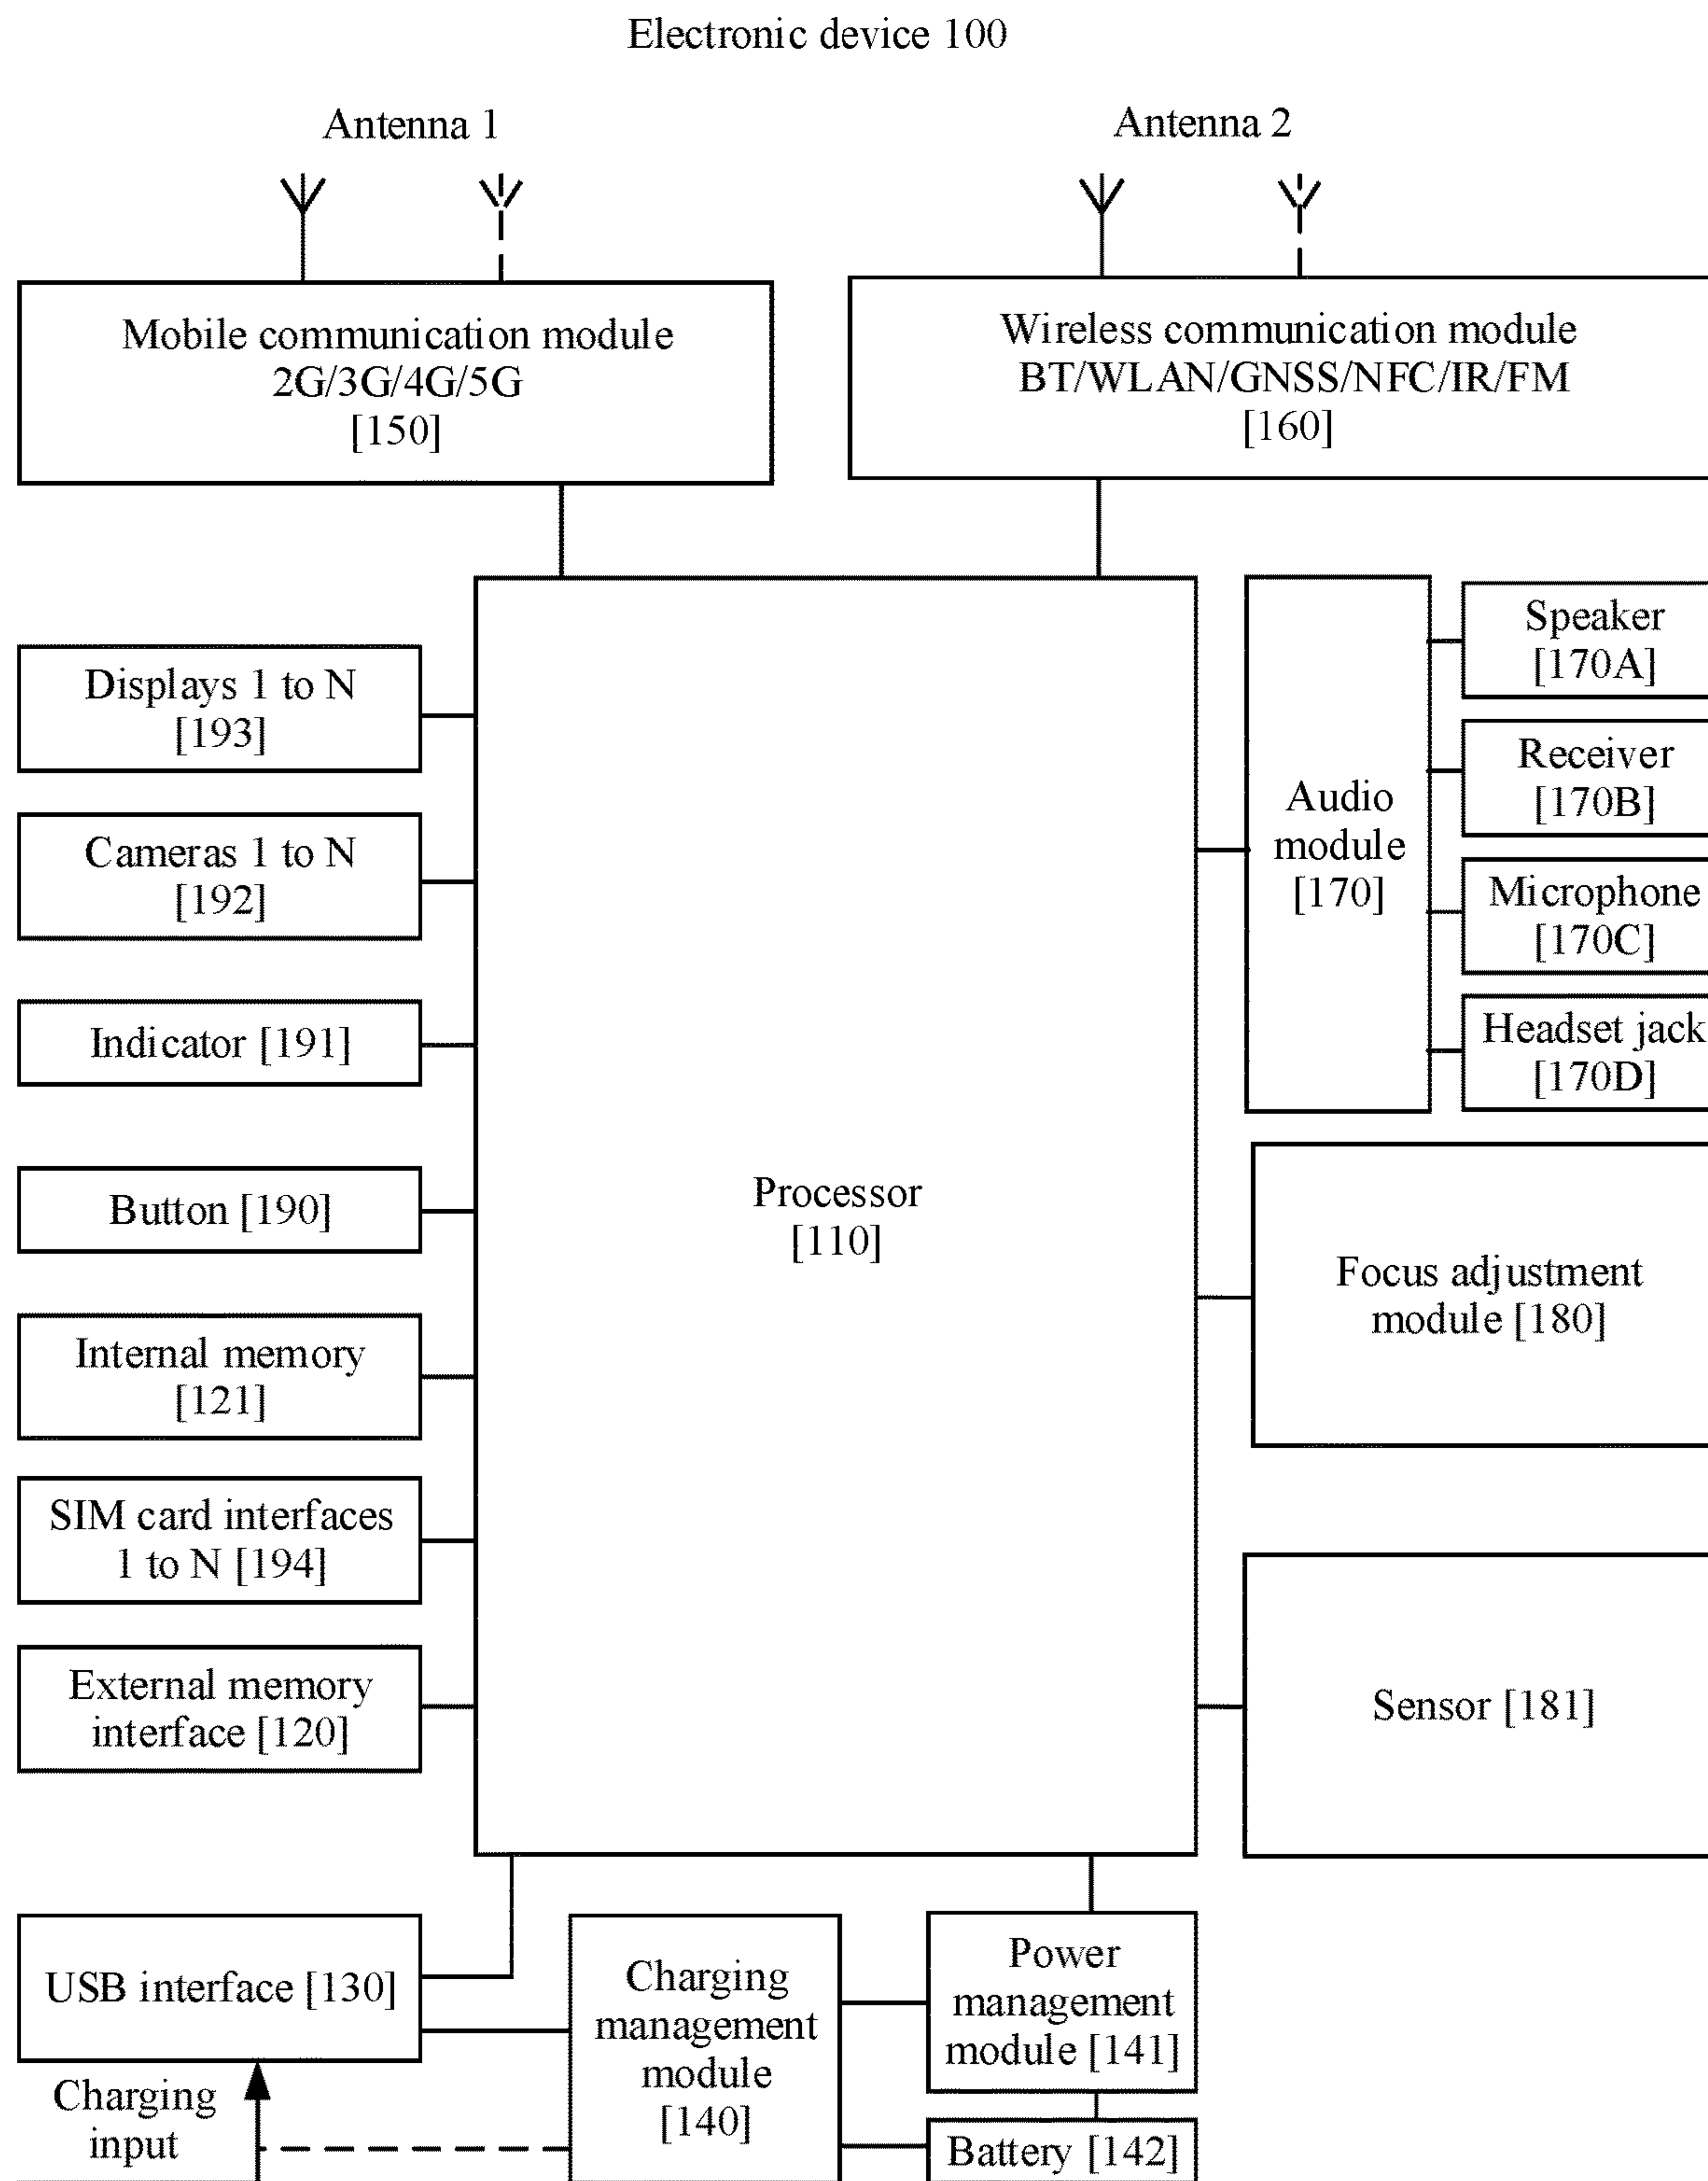 Electronic device 100
Antenna 1
Antenna 2
Mobile communication module
2G/3G/4G/5G
[150]
Wireless communication module
BT/WLAN/GNSS/NFC/IR/FM
[160]
Displays 1 to N
[193]
Cameras 1 to N
[192]
Indicator [191]
Button [190]
Internal memory
[121]
SIM card interfaces
1 to N [194]
External memory
interface [120]
Processor
[110]
Audio
module
[170]
Speaker
[170A]
Receiver
[170B]
Microphone
[170C]
Headset jack
[170D]
Focus adjustment
module [180]
Sensor [181]
USB interface [130]
Charging
input
Charging
management
module
[140]
Power
management
module [141]
Battery [142]